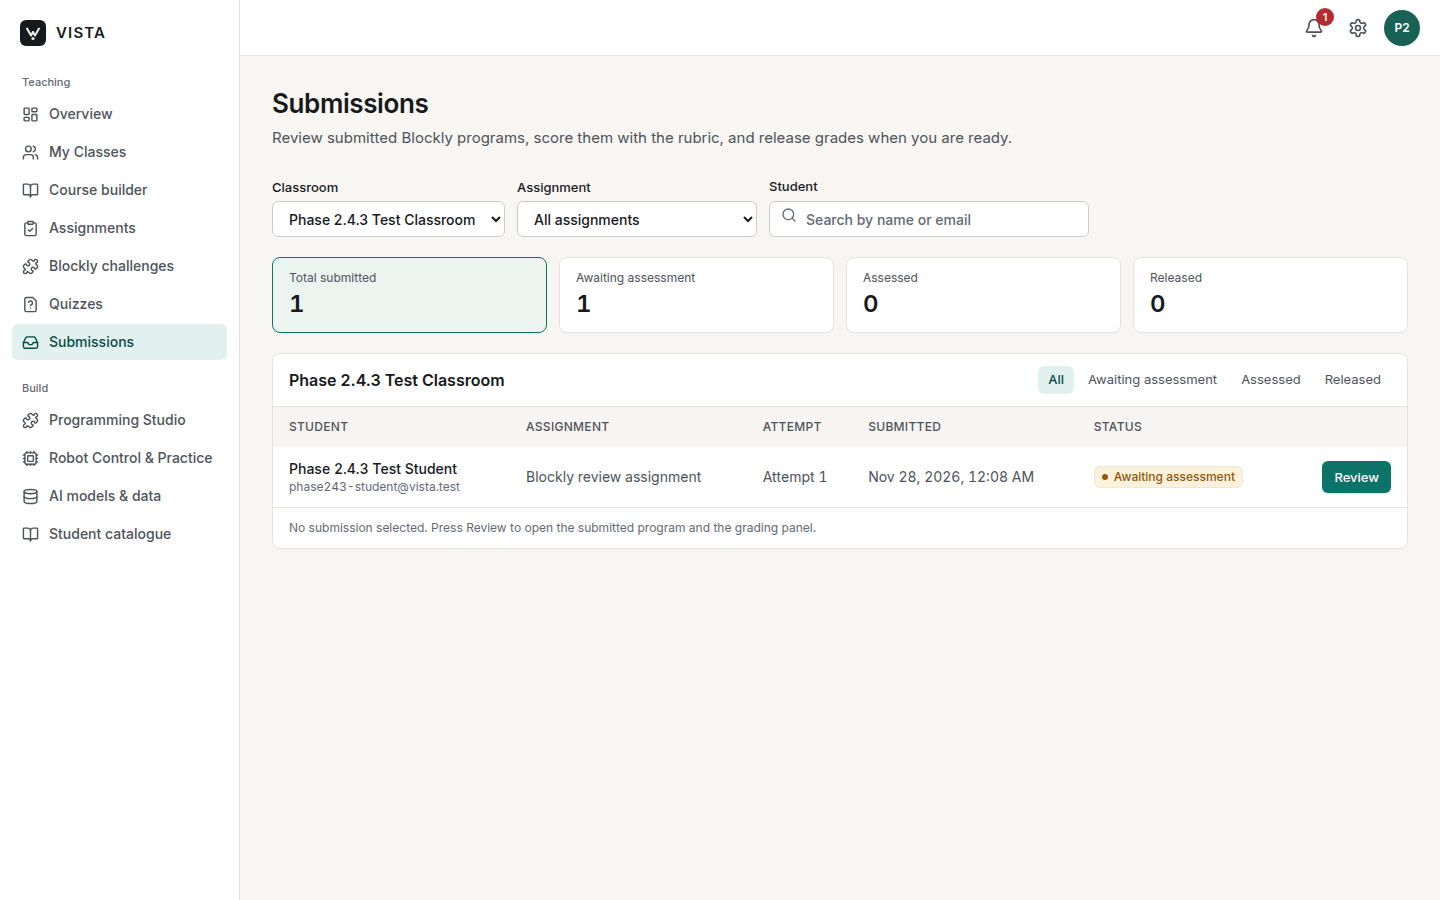 VISTA
1
P2
Teaching
Overview
My Classes
Course builder
Assignments
Blockly challenges
Quizzes
Submissions
Build
Programming Studio
Robot Control & Practice
AI models & data
Student catalogue
Submissions
Review submitted Blockly programs, score them with the rubric, and release grades when you are ready.
Classroom
Assignment
Student
Phase 2.4.3 Test Classroom
All assignments
Search by name or email
Total submitted
1
Awaiting assessment
1
Assessed
0
Released
0
Phase 2.4.3 Test Classroom
All
Awaiting assessment
Assessed
Released
STUDENT
ASSIGNMENT
ATTEMPT
SUBMITTED
STATUS
Phase 2.4.3 Test Student
phase243-student@vista.test
Blockly review assignment
Attempt 1
Nov 28, 2026, 12:08 AM
Awaiting assessment
Review
No submission selected. Press Review to open the submitted program and the grading panel.